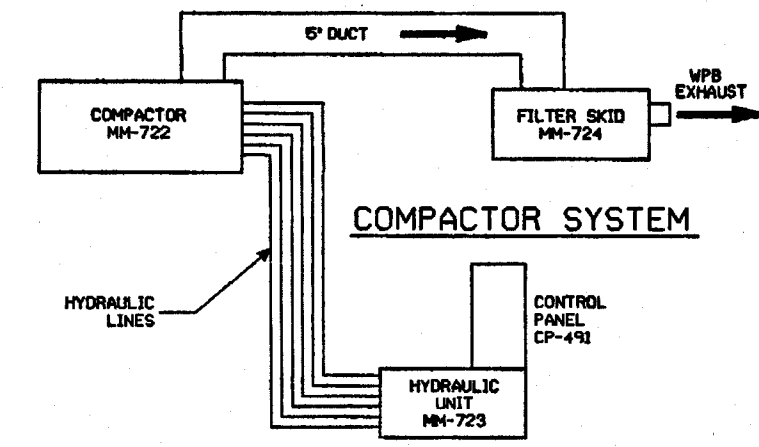 5" DUCT
WPB
EXHAUST
COMPACTOR
MM-722
FILTER SKID
MM-724
COMPACTOR SYSTEM
HYDRAULIC
LINES
CONTROL
PANEL
CP-491
HYDRAULIC
UNIT
MM-723